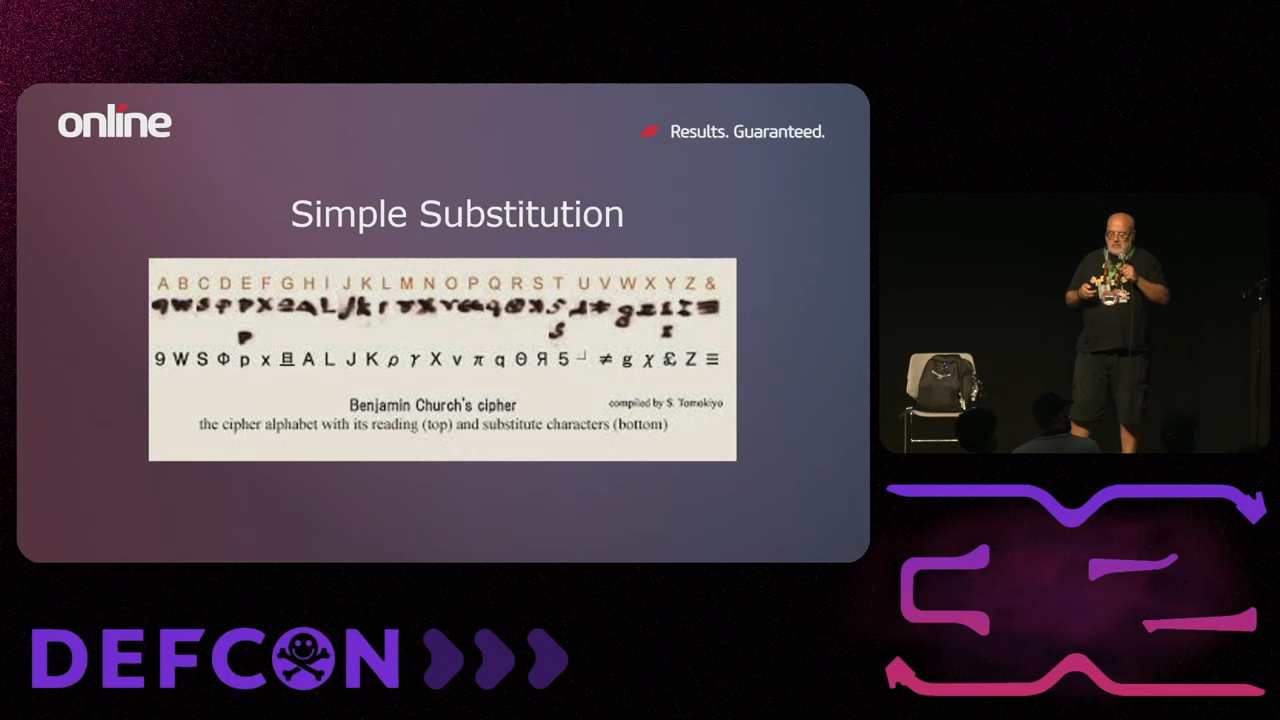 online
Results. Guaranteed.
Simple Substitution
A B C D E F G H I J K L M N O P Q R S T U V W X Y Z &
9 W S Φ p x 旦 A L J K ρ γ X v π q Θ Я 5 ┘ ≠ g χ £ Z ≡
Benjamin Church's cipher
compiled by S. Tomokiyo
the cipher alphabet with its reading (top) and substitute characters (bottom)
DEFCON